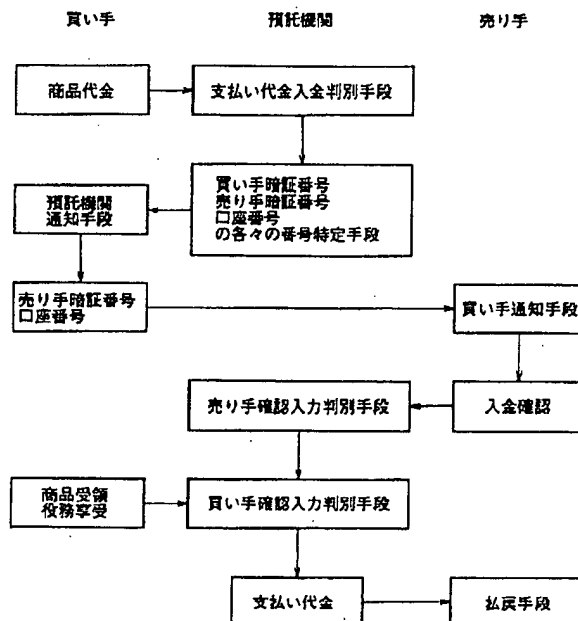 買い手
預託機関
売り手
商品代金
支払い代金入金判別手段
買い手暗証番号
売り手暗証番号
口座番号
の各々の番号特定手段
預託機関
通知手段
売り手暗証番号
口座番号
買い手通知手段
売り手確認入力判別手段
入金確認
商品受領
役務享受
買い手確認入力判別手段
支払い代金
払戻手段